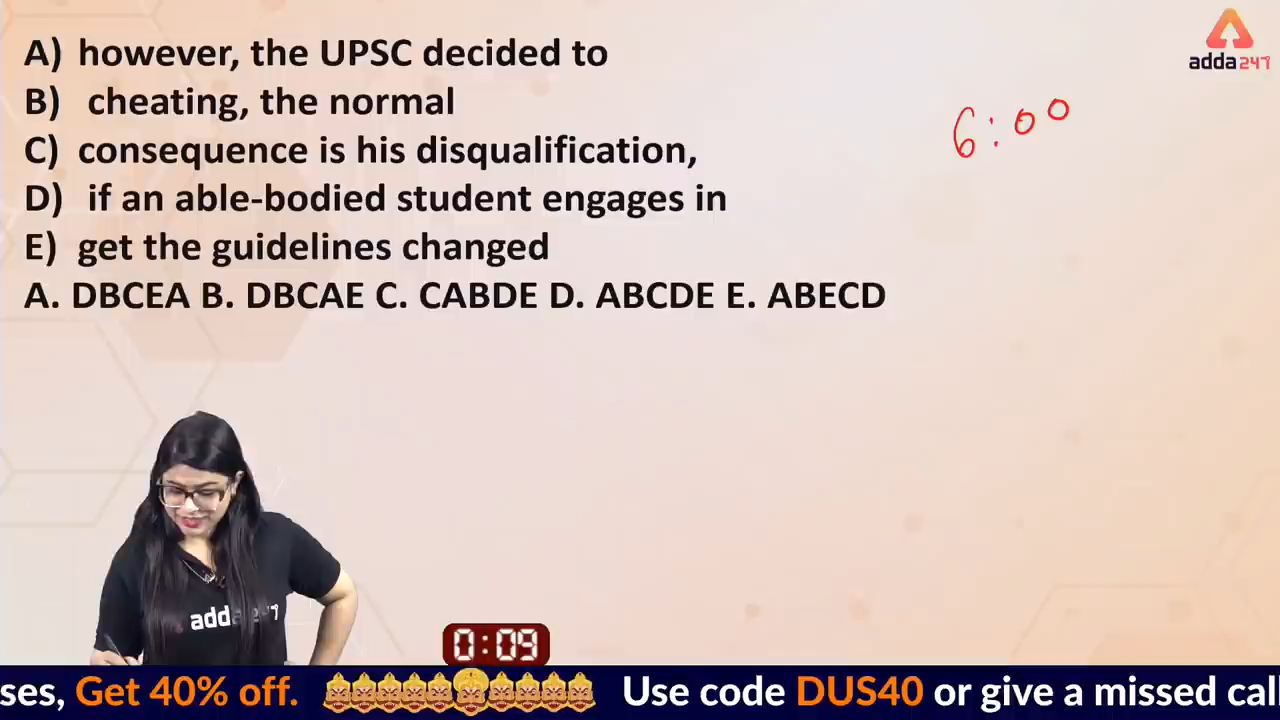 A) however, the UPSC decided to
B) cheating, the normal
C) consequence is his disqualification,
D) if an able-bodied student engages in
E) get the guidelines changed
A. DBCEA B. DBCAE C. CABDE D. ABCDE E. ABECD
adda247
6:00
0:09
ses, Get 40% off. Use code DUS40 or give a missed call